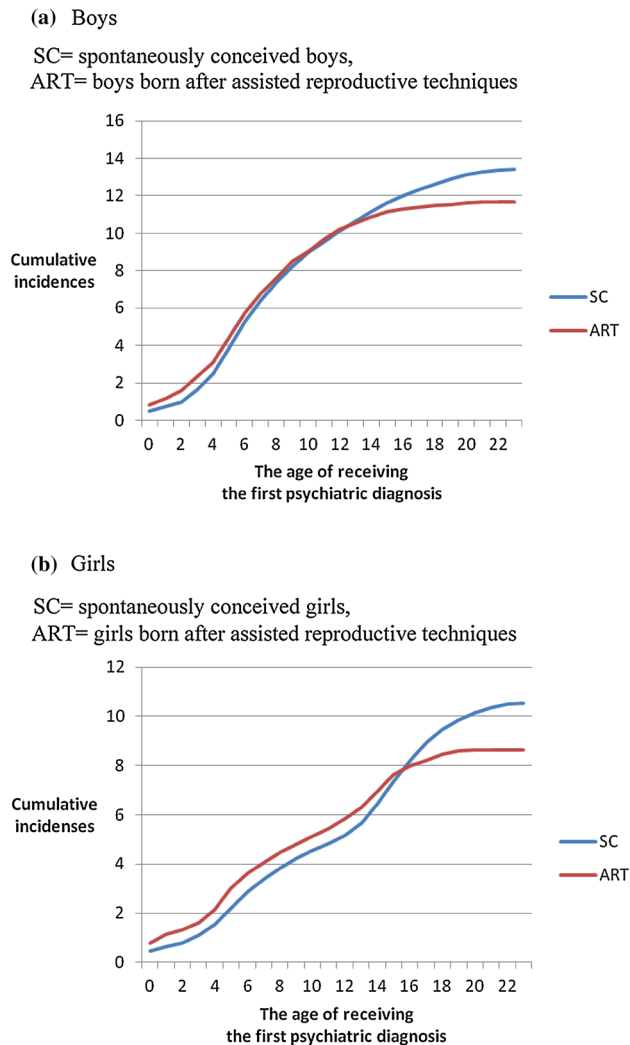 (a) Boys
SC= spontaneously conceived boys,
ART= boys born after assisted reproductive techniques
16
14
12
10
8
6
4
2
0
Cumulative
incidences
SC
ART
0 2 4 6 8 10 12 14 16 18 20 22
The age of receiving
the first psychiatric diagnosis
(b) Girls
SC= spontaneously conceived girls,
ART= girls born after assisted reproductive techniques
12
10
8
6
4
2
0
Cumulative
incidenses
SC
ART
0 2 4 6 8 10 12 14 16 18 20 22
The age of receiving
the first psychiatric diagnosis